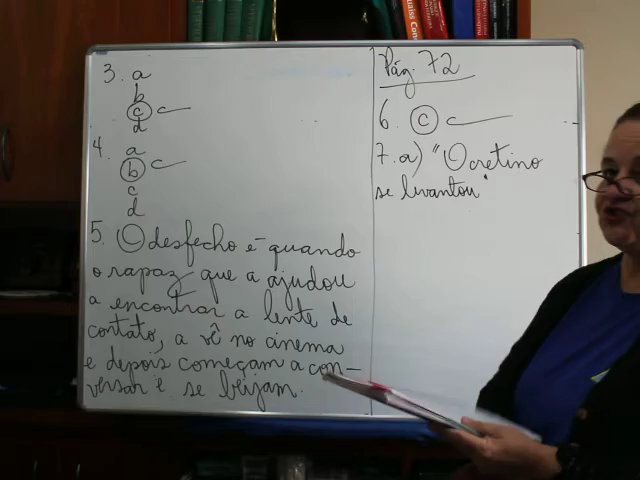 3. a
b
c
d
4. a
b
c
d
5. O desfecho é quando
o rapaz que a ajudou
a encontrar a lente de
contato, a vê no cinema
e depois começam a con-
versar e se beijam.
Pág. 72
6. c
7. a) "O cretino
se levantou"